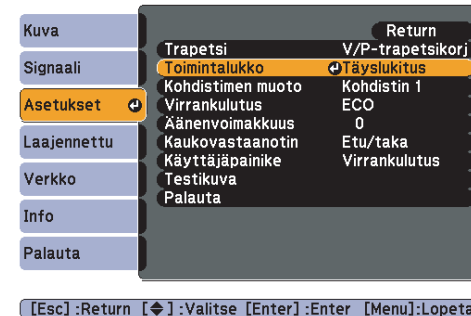 Kuva
Signaali
Asetukset
Laajennettu
Verkko
Info
Palauta
Return
Trapetsi V/P-trapetsikorj
Toimintalukko Täyslukitus
Kohdistimen muoto Kohdistin 1
Virrankulutus ECO
Äänenvoimakkuus 0
Kaukovastaanotin Etu/taka
Käyttäjäpainike Virrankulutus
Testikuva
Palauta
[Esc] :Return [◆] :Valitse [Enter] :Enter [Menu]:Lopeta